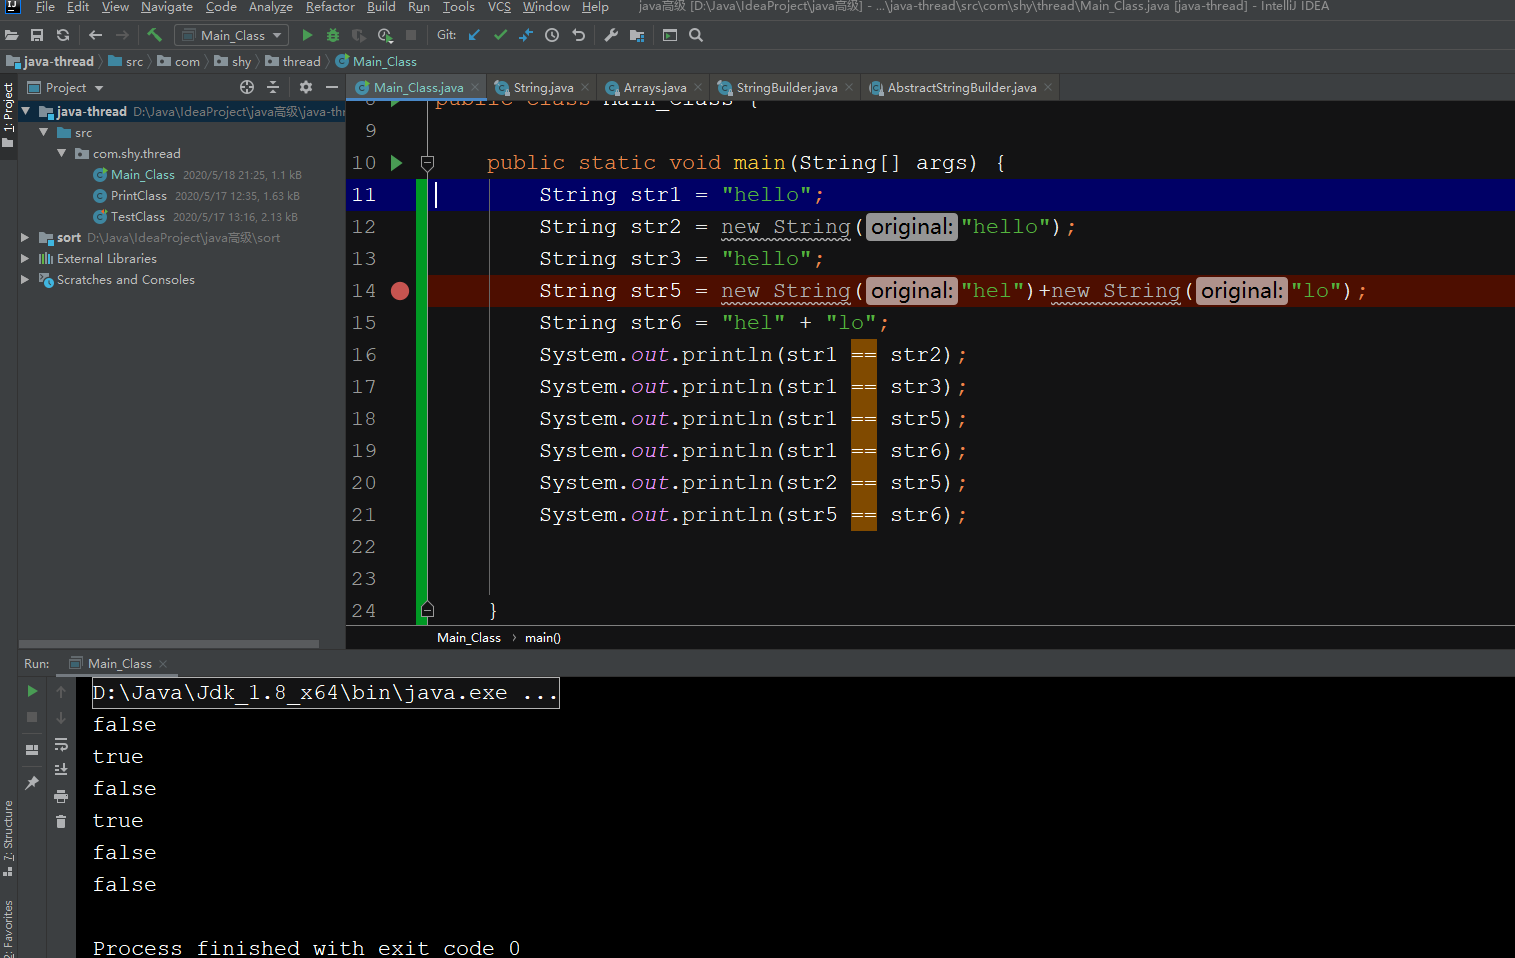 File Edit View Navigate Code Analyze Refactor Build Run Tools VCS Window Help java高级 [D:\Java\IdeaProject\java高级] - ...\java-thread\src\com\shy\thread\Main_Class.java [java-thread] - IntelliJ IDEA
Main_Class Git:
java-thread src com shy thread Main_Class
1: Project
Project
Main_Class.java String.java Arrays.java StringBuilder.java AbstractStringBuilder.java
java-thread D:\Java\IdeaProject\java高级\java-thr
src
com.shy.thread
Main_Class 2020/5/18 21:25, 1.1 kB
PrintClass 2020/5/17 12:35, 1.63 kB
TestClass 2020/5/17 13:16, 2.13 kB
sort D:\Java\IdeaProject\java高级\sort
External Libraries
Scratches and Consoles
8 public class Main_Class {
9
10 public static void main(String[] args) {
11 String str1 = "hello";
12 String str2 = new String( original: "hello");
13 String str3 = "hello";
14 String str5 = new String( original: "hel")+new String( original: "lo");
15 String str6 = "hel" + "lo";
16 System.out.println(str1 == str2);
17 System.out.println(str1 == str3);
18 System.out.println(str1 == str5);
19 System.out.println(str1 == str6);
20 System.out.println(str2 == str5);
21 System.out.println(str5 == str6);
22
23
24 }
Main_Class › main()
Run: Main_Class
D:\Java\Jdk_1.8_x64\bin\java.exe ...
false
true
false
true
false
false
Process finished with exit code 0
7: Structure
2: Favorites